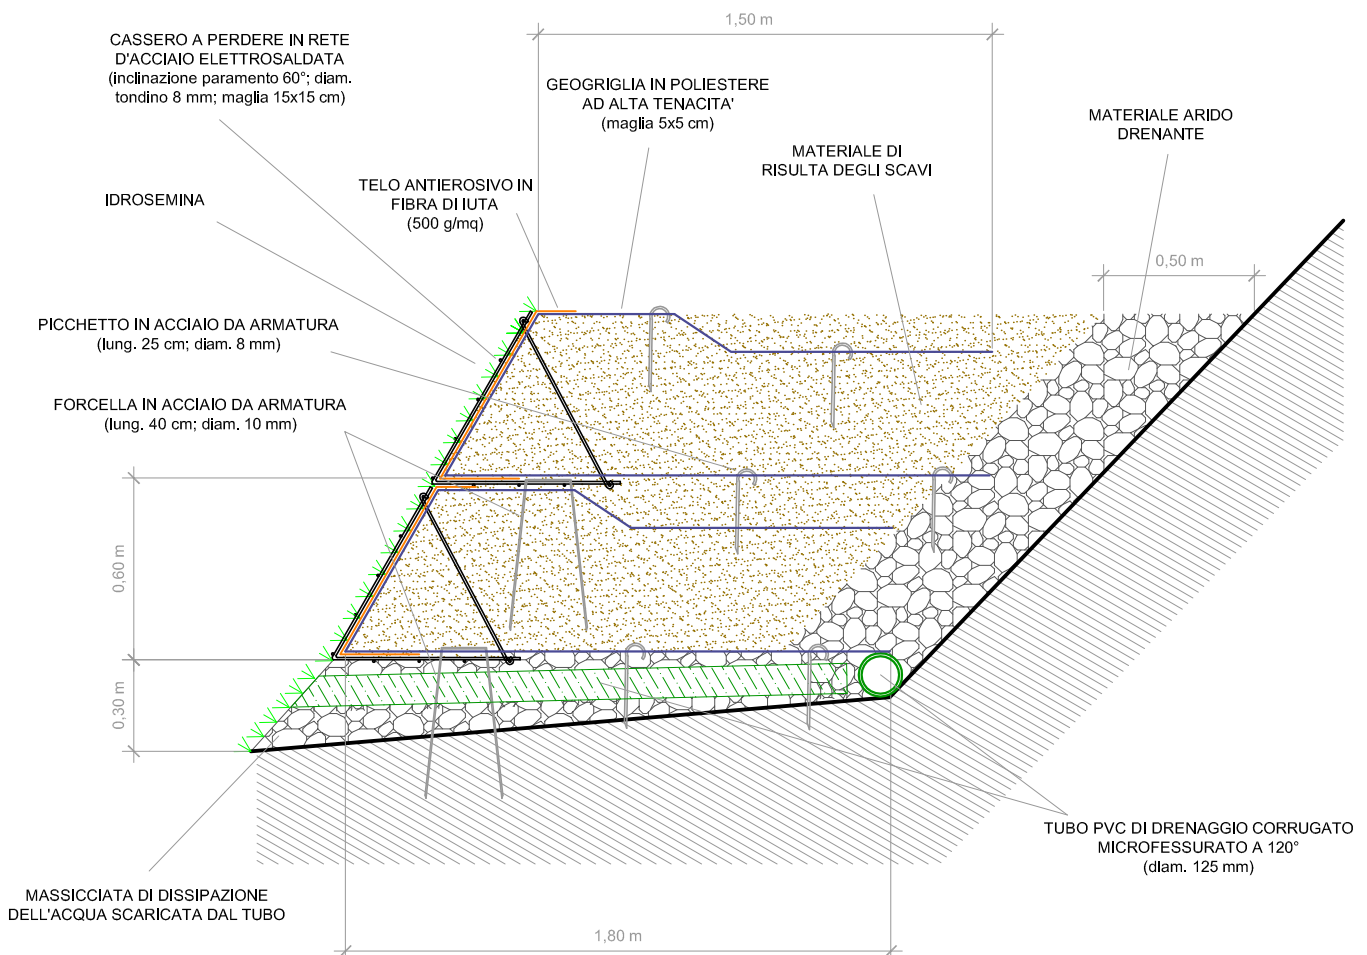 1,50 m
CASSERO A PERDERE IN RETE
D'ACCIAIO ELETTROSALDATA
(inclinazione paramento 60°; diam.
tondino 8 mm; maglia 15x15 cm)
GEOGRIGLIA IN POLIESTERE
AD ALTA TENACITA'
(maglia 5x5 cm)
MATERIALE ARIDO
DRENANTE
MATERIALE DI
RISULTA DEGLI SCAVI
TELO ANTIEROSIVO IN
FIBRA DI IUTA
(500 g/mq)
IDROSEMINA
0,50 m
PICCHETTO IN ACCIAIO DA ARMATURA
(lung. 25 cm; diam. 8 mm)
FORCELLA IN ACCIAIO DA ARMATURA
(lung. 40 cm; diam. 10 mm)
0,60 m
0,30 m
TUBO PVC DI DRENAGGIO CORRUGATO
MICROFESSURATO A 120°
(diam. 125 mm)
MASSICCIATA DI DISSIPAZIONE
DELL'ACQUA SCARICATA DAL TUBO
1,80 m